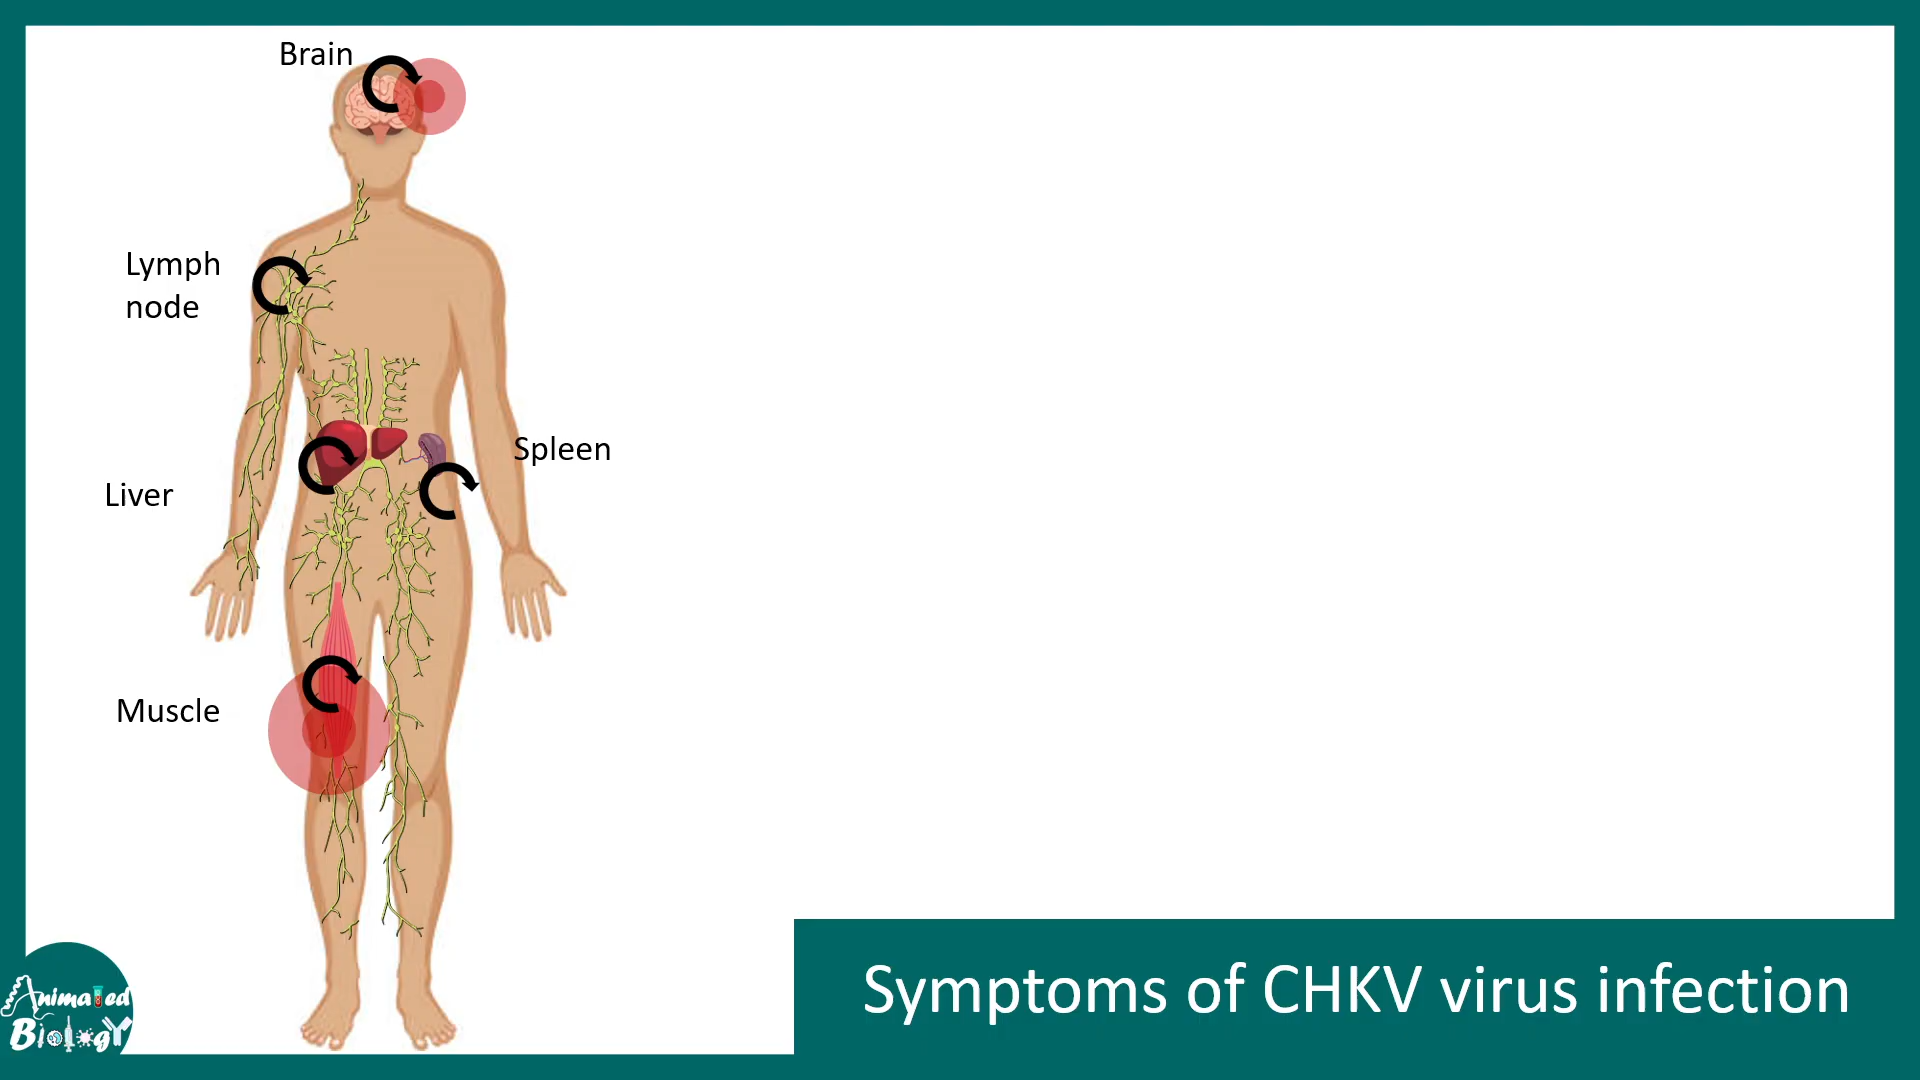 Brain
Lymph
node
Spleen
Liver
Muscle
Symptoms of CHKV virus infection
Animated
Biology